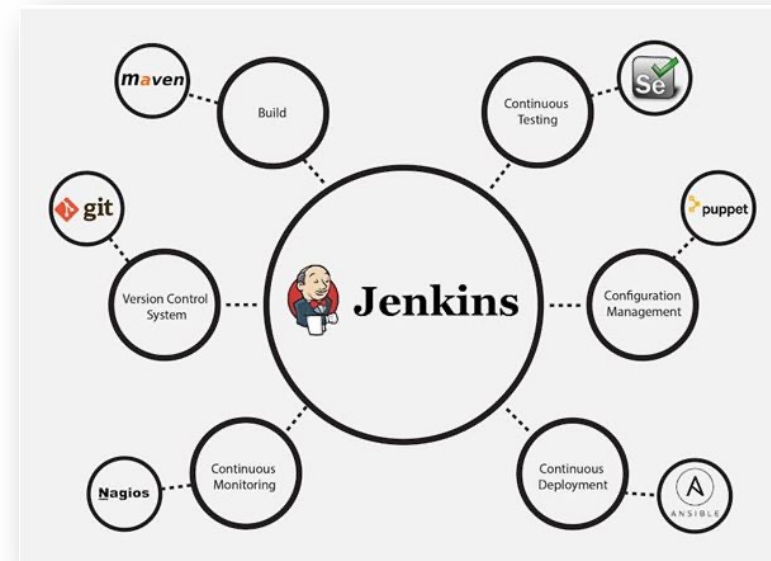 maven
Build
Continuous
Testing
Se
git
puppet
Version Control
System
Jenkins
Configuration
Management
Continuous
Monitoring
Nagios
Continuous
Deployment
A
ANSIBLE